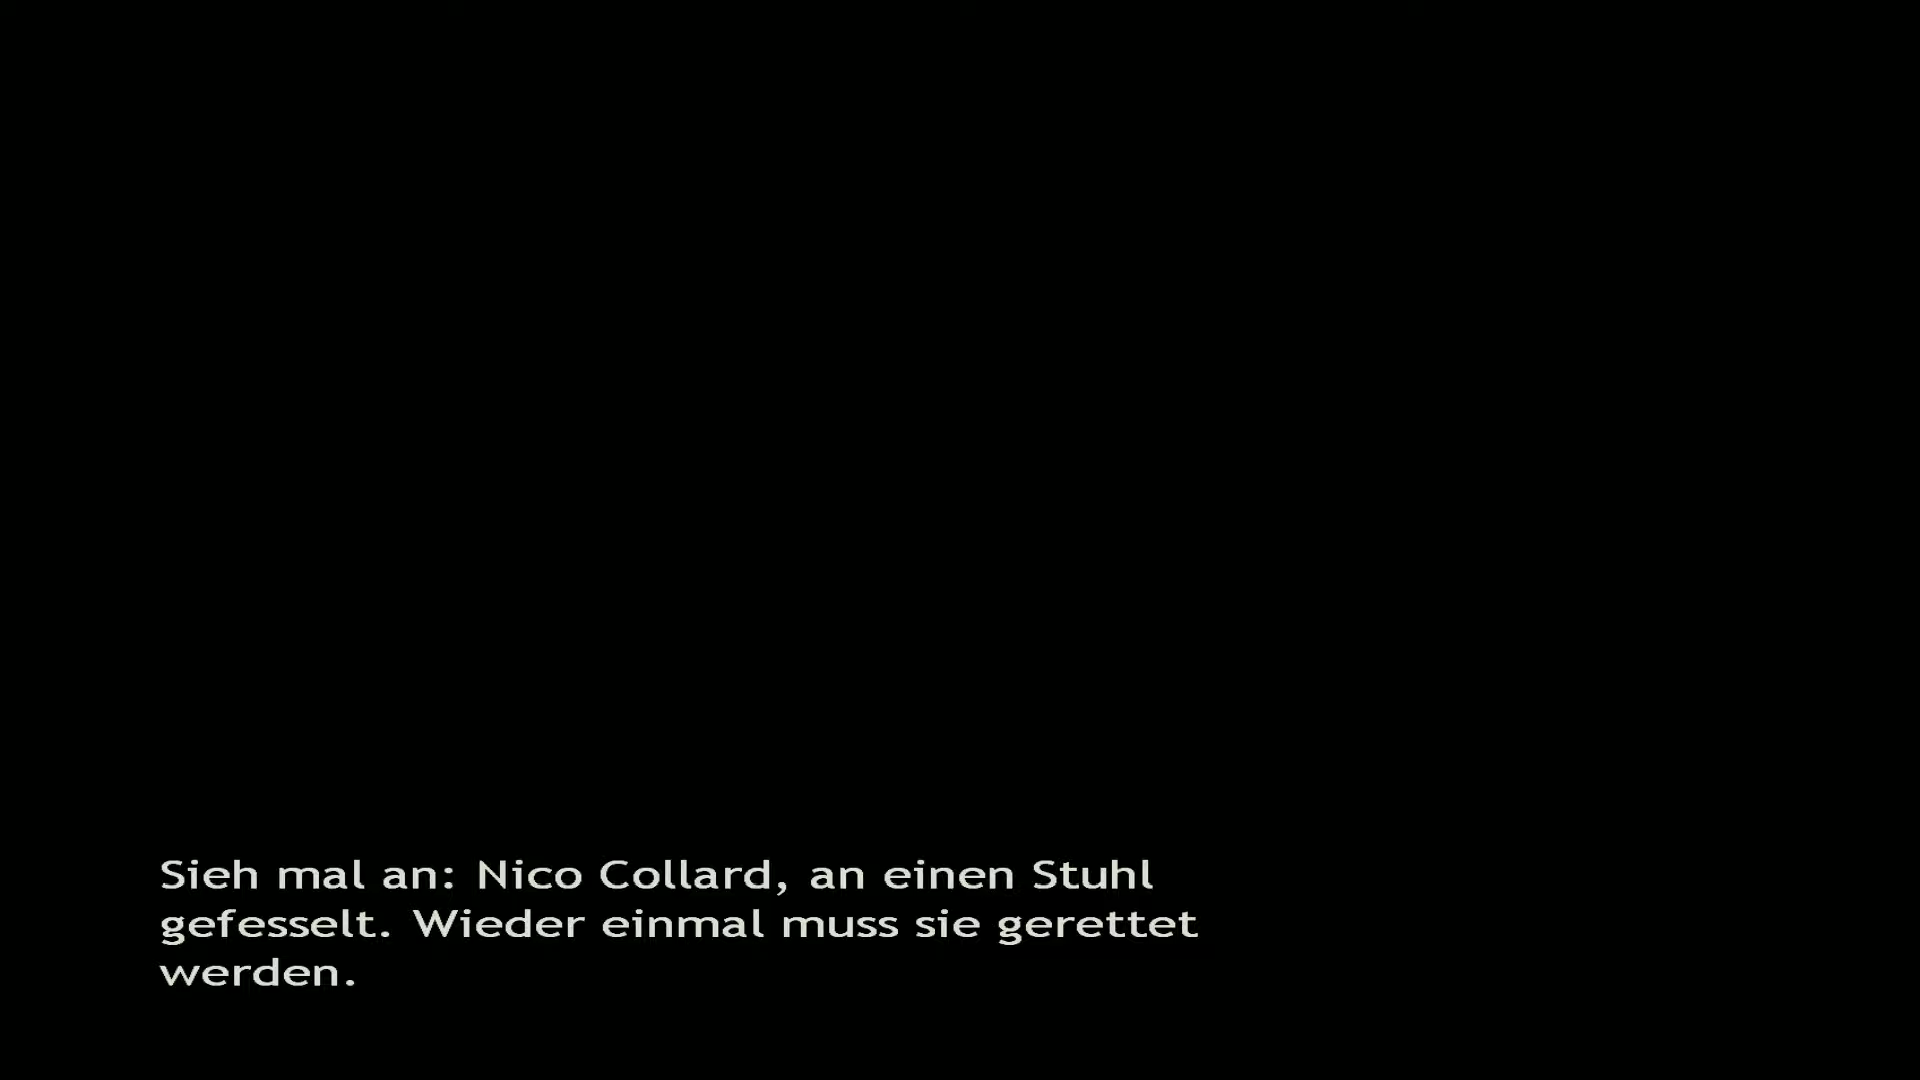 Sieh mal an: Nico Collard, an einen Stuhl
gefesselt. Wieder einmal muss sie gerettet
werden.